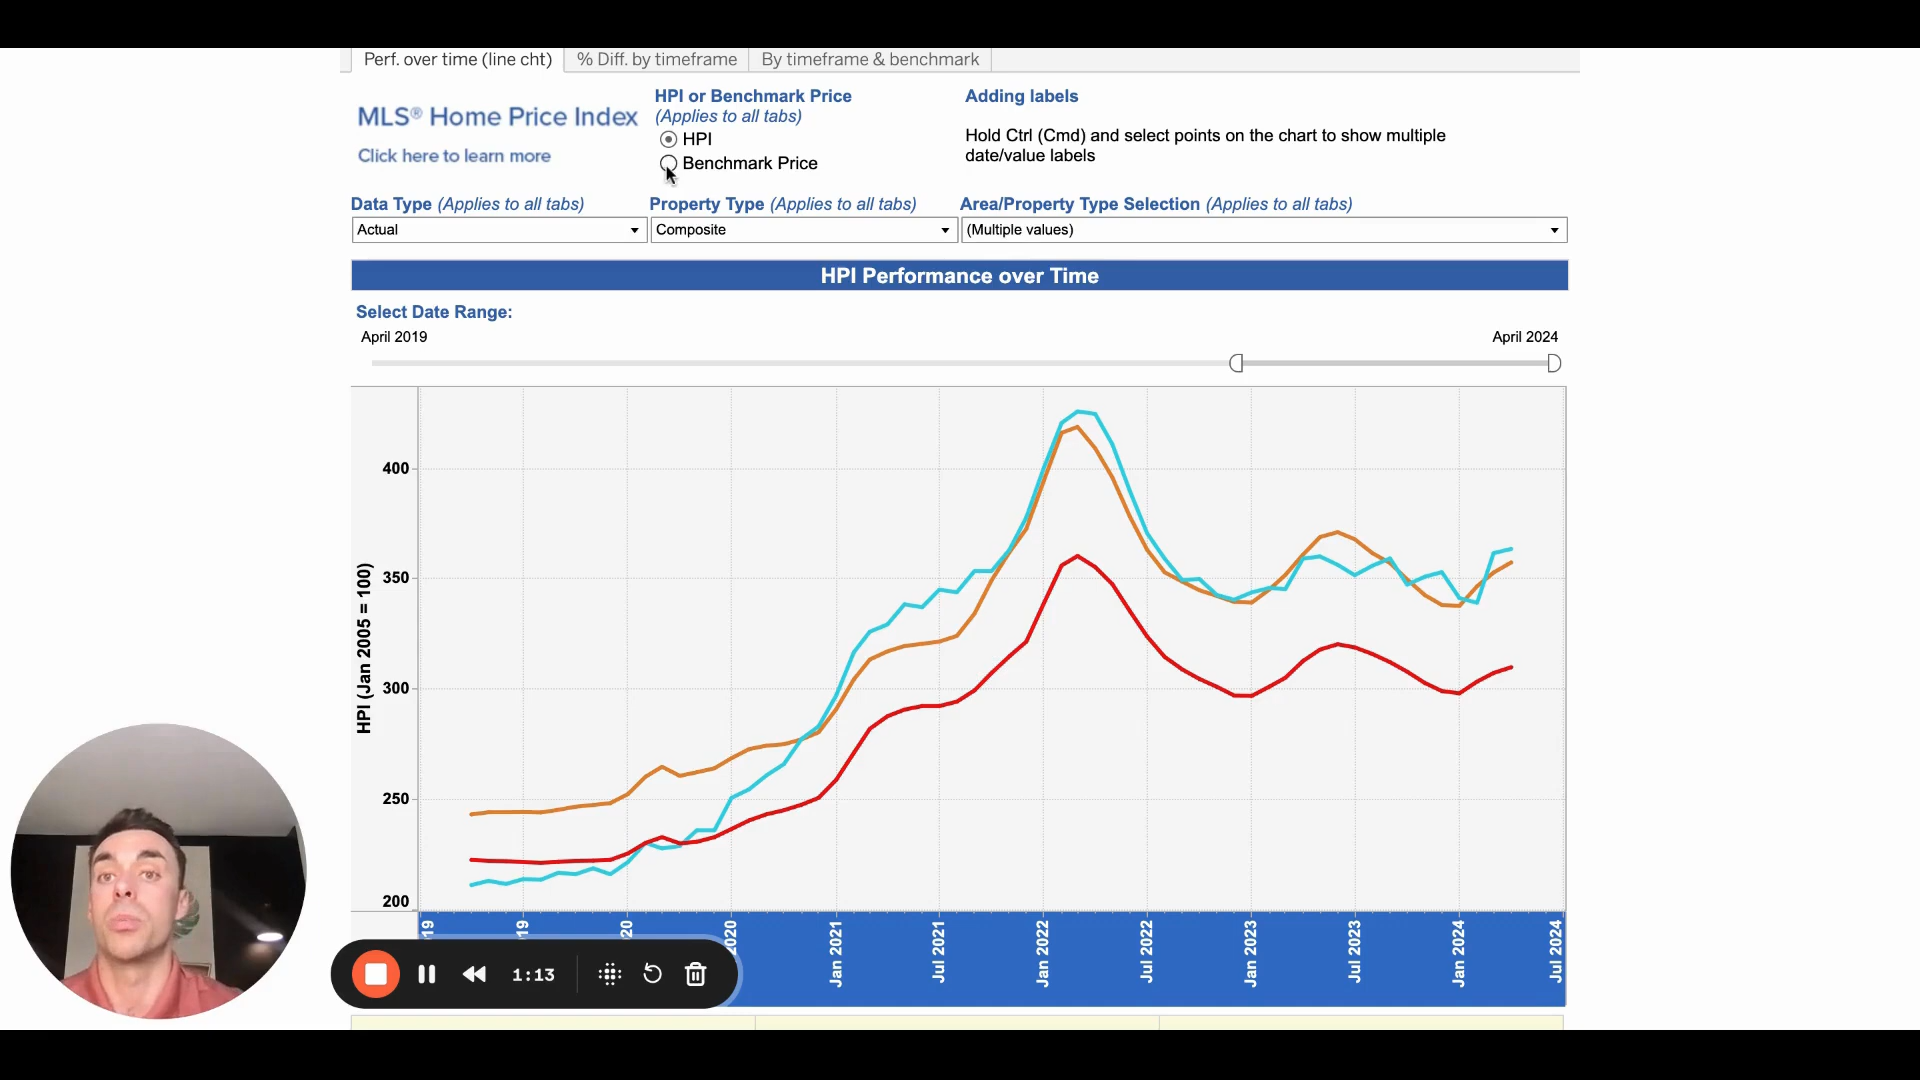 Perf. over time (line cht)
% Diff. by timeframe
By timeframe & benchmark
MLS® Home Price Index
Click here to learn more
HPI or Benchmark Price
(Applies to all tabs)
HPI
Benchmark Price
Adding labels
Hold Ctrl (Cmd) and select points on the chart to show multiple
date/value labels
Data Type (Applies to all tabs)
Actual
Property Type (Applies to all tabs)
Composite
Area/Property Type Selection (Applies to all tabs)
(Multiple values)
HPI Performance over Time
Select Date Range:
April 2019
April 2024
HPI (Jan 2005 = 100)
400
350
300
250
200
19
19
20
2020
Jan 2021
Jul 2021
Jan 2022
Jul 2022
Jan 2023
Jul 2023
Jan 2024
Jul 2024
1:13